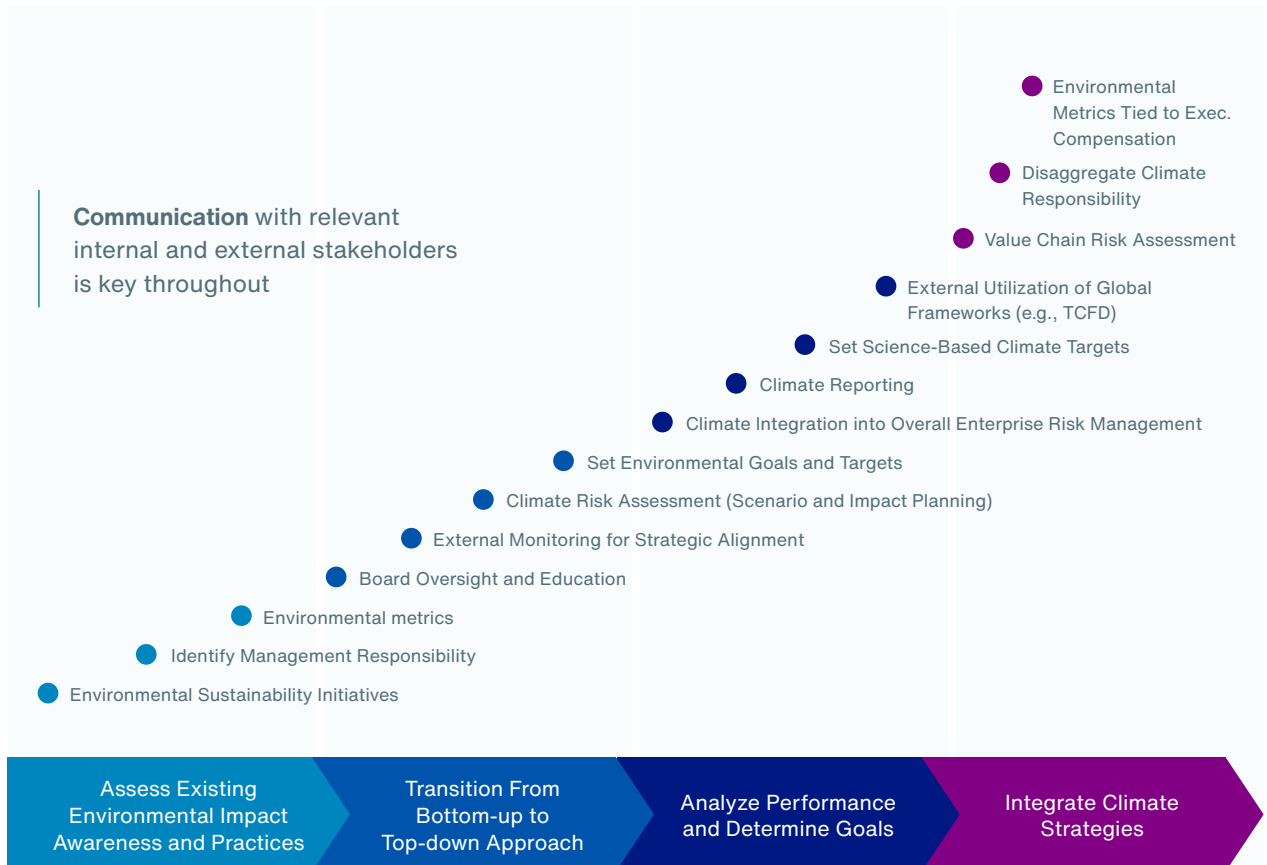 Environmental
Metrics Tied to Exec.
Compensation
Disaggregate Climate
Responsibility
Communication with relevant
internal and external stakeholders
is key throughout
Value Chain Risk Assessment
External Utilization of Global
Frameworks (e.g., TCFD)
Set Science-Based Climate Targets
Climate Reporting
Climate Integration into Overall Enterprise Risk Management
Set Environmental Goals and Targets
Climate Risk Assessment (Scenario and Impact Planning)
External Monitoring for Strategic Alignment
Board Oversight and Education
Environmental metrics
Identify Management Responsibility
Environmental Sustainability Initiatives
Assess Existing
Environmental Impact
Awareness and Practices
Transition From
Bottom-up to
Top-down Approach
Analyze Performance
and Determine Goals
Integrate Climate
Strategies